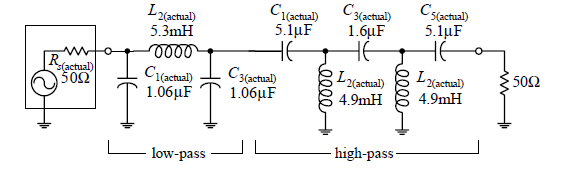 L2(actual)
5.3mH
C1(actual)
5.1µF
C3(actual)
1.6µF
C5(actual)
5.1µF
Rs(actual)
50Ω
C1(actual)
1.06µF
C3(actual)
1.06µF
L2(actual)
4.9mH
L2(actual)
4.9mH
50Ω
low-pass
high-pass